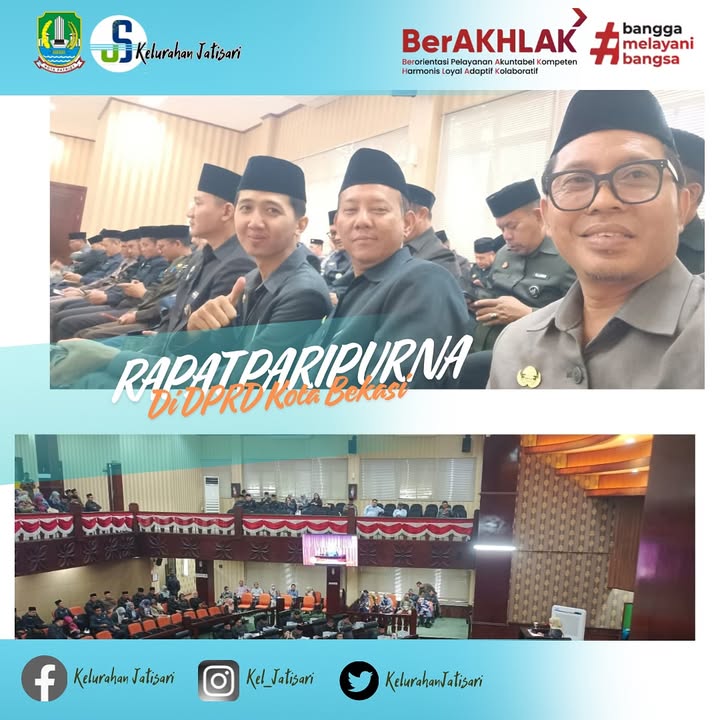 Kelurahan Jatisari
BerAKHLAK
Berorientasi Pelayanan Akuntabel Kompeten
Harmonis Loyal Adaptif Kolaboratif
#bangga
melayani
bangsa
RAPAT PARIPURNA
Di DPRD Kota Bekasi
Kelurahan Jatisari
Kel_Jatisari
KelurahanJatisari